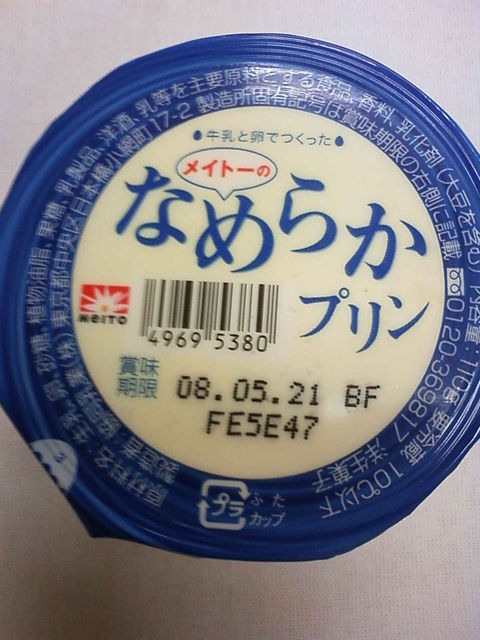 ●牛乳と卵でつくった●
メイトーの
なめらか
プリン
MEITO
4969 5380
賞味
期限
08.05.21 BF
FE5E47
プラ
ふた
カップ
乳等を主要原料とする食品
洋生菓子
要冷蔵 10℃以下
0120-369817
製造所固有記号は賞味期限の右側に記載
香料、乳化剤(大豆を含む)
植物油脂、果糖、乳製品、洋酒、
東京都中央区日本橋小網町17-2